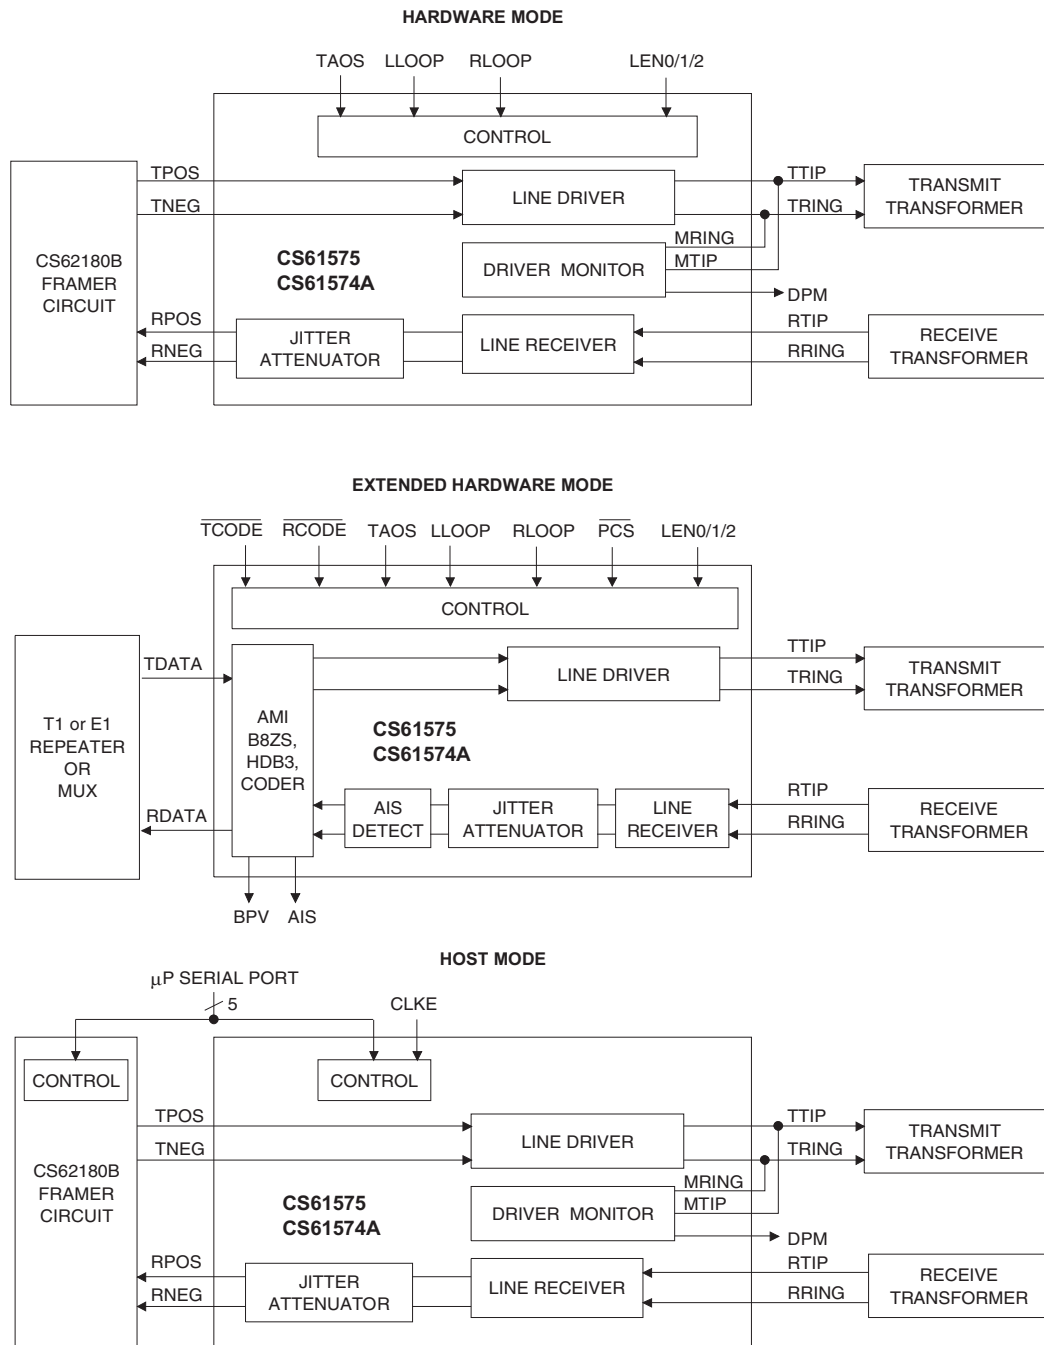 HARDWARE MODE
TAOS LLOOP RLOOP LEN0/1/2
CONTROL
TPOS
TNEG
LINE DRIVER
TTIP
TRING
TRANSMIT
TRANSFORMER
CS62180B
FRAMER
CIRCUIT
CS61575
CS61574A
DRIVER MONITOR
MRING
MTIP
DPM
RPOS
RNEG
JITTER
ATTENUATOR
LINE RECEIVER
RTIP
RRING
RECEIVE
TRANSFORMER
EXTENDED HARDWARE MODE
TCODE RCODE TAOS LLOOP RLOOP PCS LEN0/1/2
CONTROL
TDATA
LINE DRIVER
TTIP
TRING
TRANSMIT
TRANSFORMER
T1 or E1
REPEATER
OR
MUX
AMI
B8ZS,
HDB3,
CODER
CS61575
CS61574A
RDATA
AIS
DETECT
JITTER
ATTENUATOR
LINE
RECEIVER
RTIP
RRING
RECEIVE
TRANSFORMER
BPV AIS
HOST MODE
μP SERIAL PORT
5
CLKE
CONTROL
CONTROL
TPOS
TNEG
LINE DRIVER
TTIP
TRING
TRANSMIT
TRANSFORMER
CS62180B
FRAMER
CIRCUIT
CS61575
CS61574A
DRIVER MONITOR
MRING
MTIP
DPM
RPOS
RNEG
JITTER
ATTENUATOR
LINE RECEIVER
RTIP
RRING
RECEIVE
TRANSFORMER